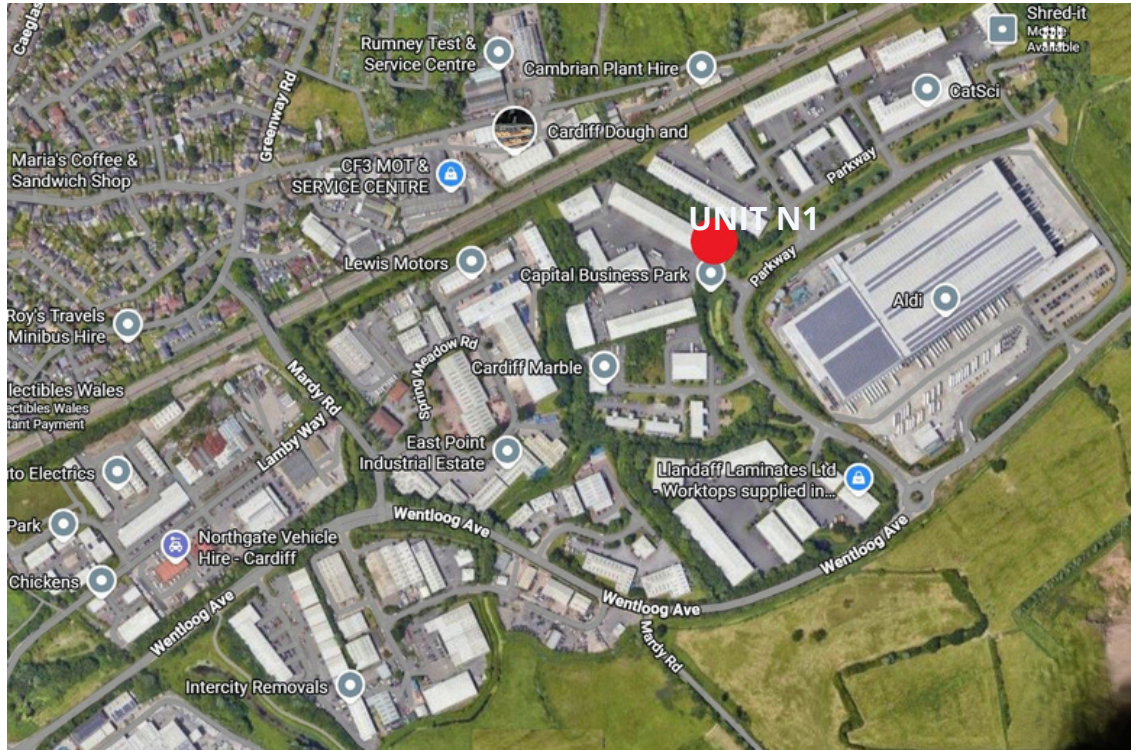 Caeglas
Rumney Test &
Service Centre
Cambrian Plant Hire
Shred-it
Mobile
Available
CatSci
Greenway Rd
Cardiff Dough and
Maria's Coffee &
Sandwich Shop
CF3 MOT &
SERVICE CENTRE
Parkway
UNIT N1
Lewis Motors
Capital Business Park
Parkway
Aldi
Roy's Travels
Minibus Hire
Spring Meadow Rd
Cardiff Marble
Mardy Rd
llectibles Wales
ectibles Wales
tant Payment
Lamby Way
East Point
Industrial Estate
to Electrics
Llandaff Laminates Ltd
- Worktops supplied in...
Park
Wentloog Ave
Northgate Vehicle
Hire - Cardiff
Wentloog Ave
Chickens
Wentloog Ave
Wentloog Ave
Mardy Rd
Intercity Removals